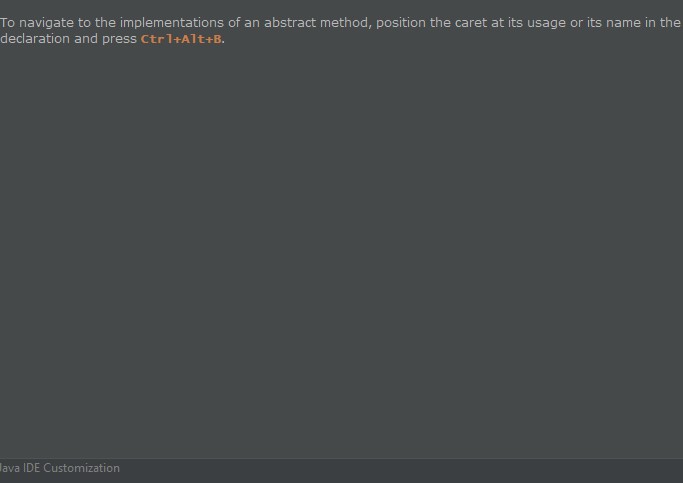 To navigate to the implementations of an abstract method, position the caret at its usage or its name in the
declaration and press Ctrl+Alt+B.
Java IDE Customization